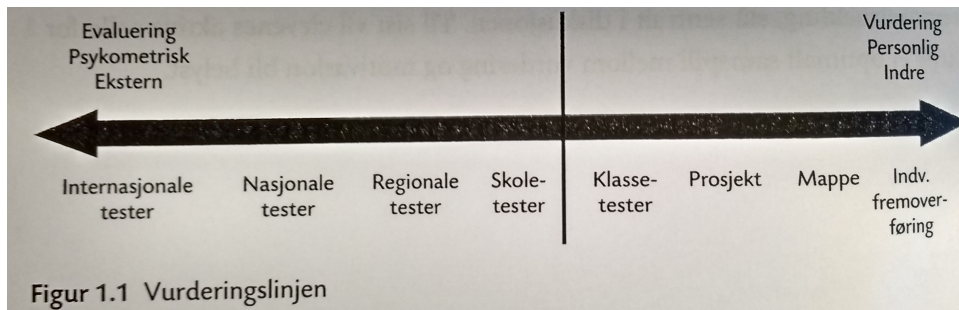 Evaluering
Psykometrisk
Ekstern
Vurdering
Personlig
Indre
Internasjonale
tester
Nasjonale
tester
Regionale
tester
Skole-
tester
Klasse-
tester
Prosjekt
Mappe
Indv.
fremover-
føring
Figur 1.1 Vurderingslinjen